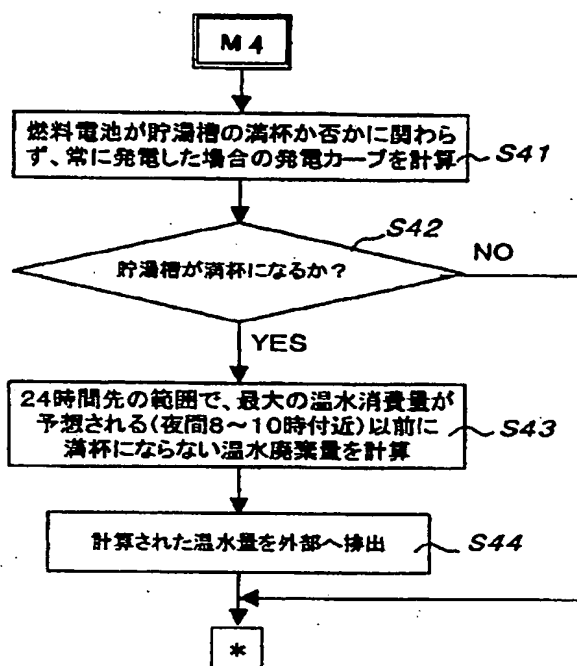 M4
燃料電池が貯湯槽の満杯か否かに関わら
ず、常に発電した場合の発電カーブを計算
S41
S42
貯湯槽が満杯になるか？
NO
YES
24時間先の範囲で、最大の温水消費量が
予想される(夜間8～10時付近)以前に
満杯にならない温水廃棄量を計算
S43
計算された温水量を外部へ排出
S44
*